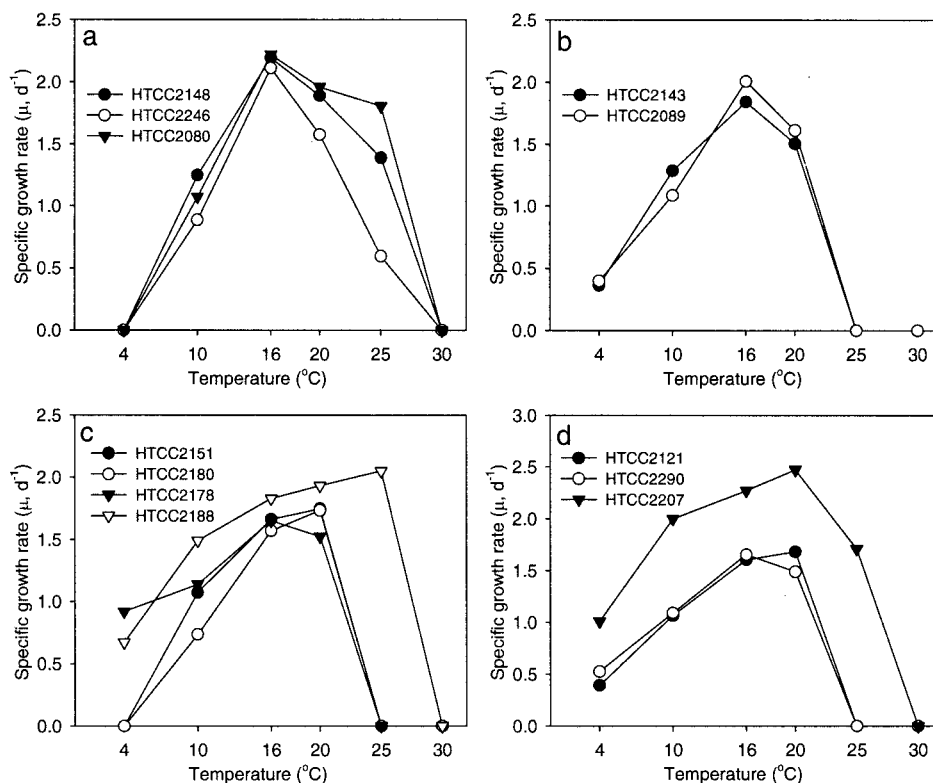 a
HTCC2148
HTCC2246
HTCC2080
Specific growth rate (μ, d⁻¹)
2.5
2.0
1.5
1.0
0.5
0.0
4 10 16 20 25 30
Temperature (°C)
b
HTCC2143
HTCC2089
Specific growth rate (μ, d⁻¹)
2.5
2.0
1.5
1.0
0.5
0.0
4 10 16 20 25 30
Temperature (°C)
c
HTCC2151
HTCC2180
HTCC2178
HTCC2188
Specific growth rate (μ, d⁻¹)
2.5
2.0
1.5
1.0
0.5
0.0
4 10 16 20 25 30
Temperature (°C)
d
HTCC2121
HTCC2290
HTCC2207
Specific growth rate (μ, d⁻¹)
3.0
2.5
2.0
1.5
1.0
0.5
0.0
4 10 16 20 25 30
Temperature (°C)